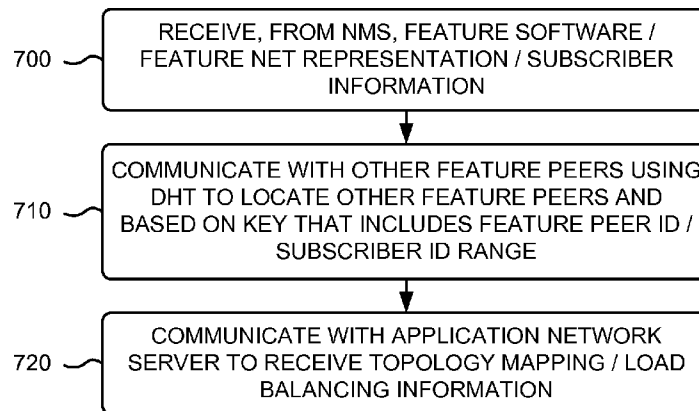 700
RECEIVE, FROM NMS, FEATURE SOFTWARE /
FEATURE NET REPRESENTATION / SUBSCRIBER
INFORMATION
710
COMMUNICATE WITH OTHER FEATURE PEERS USING
DHT TO LOCATE OTHER FEATURE PEERS AND
BASED ON KEY THAT INCLUDES FEATURE PEER ID /
SUBSCRIBER ID RANGE
720
COMMUNICATE WITH APPLICATION NETWORK
SERVER TO RECEIVE TOPOLOGY MAPPING / LOAD
BALANCING INFORMATION